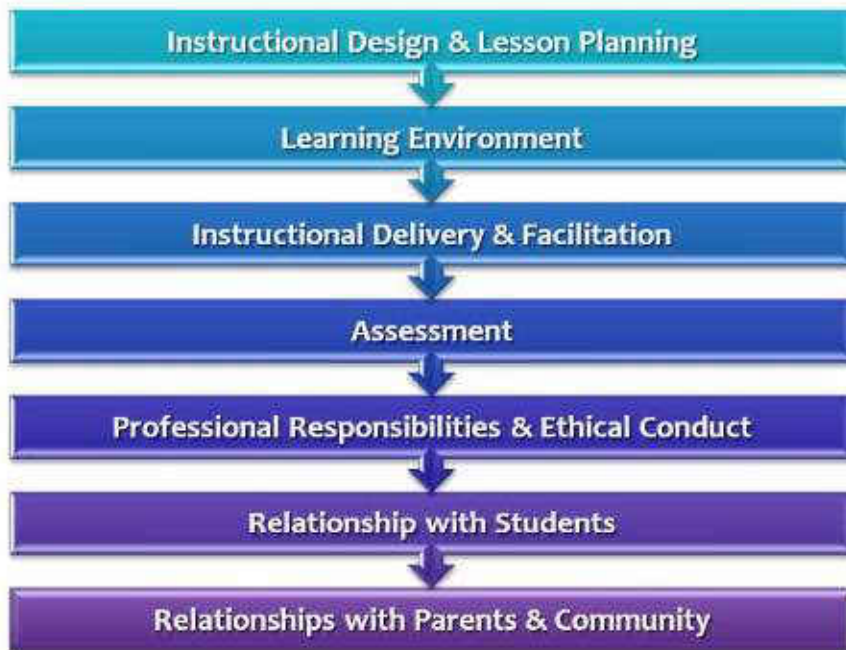 Instructional Design & Lesson Planning
Learning Environment
Instructional Delivery & Facilitation
Assessment
Professional Responsibilities & Ethical Conduct
Relationship with Students
Relationships with Parents & Community